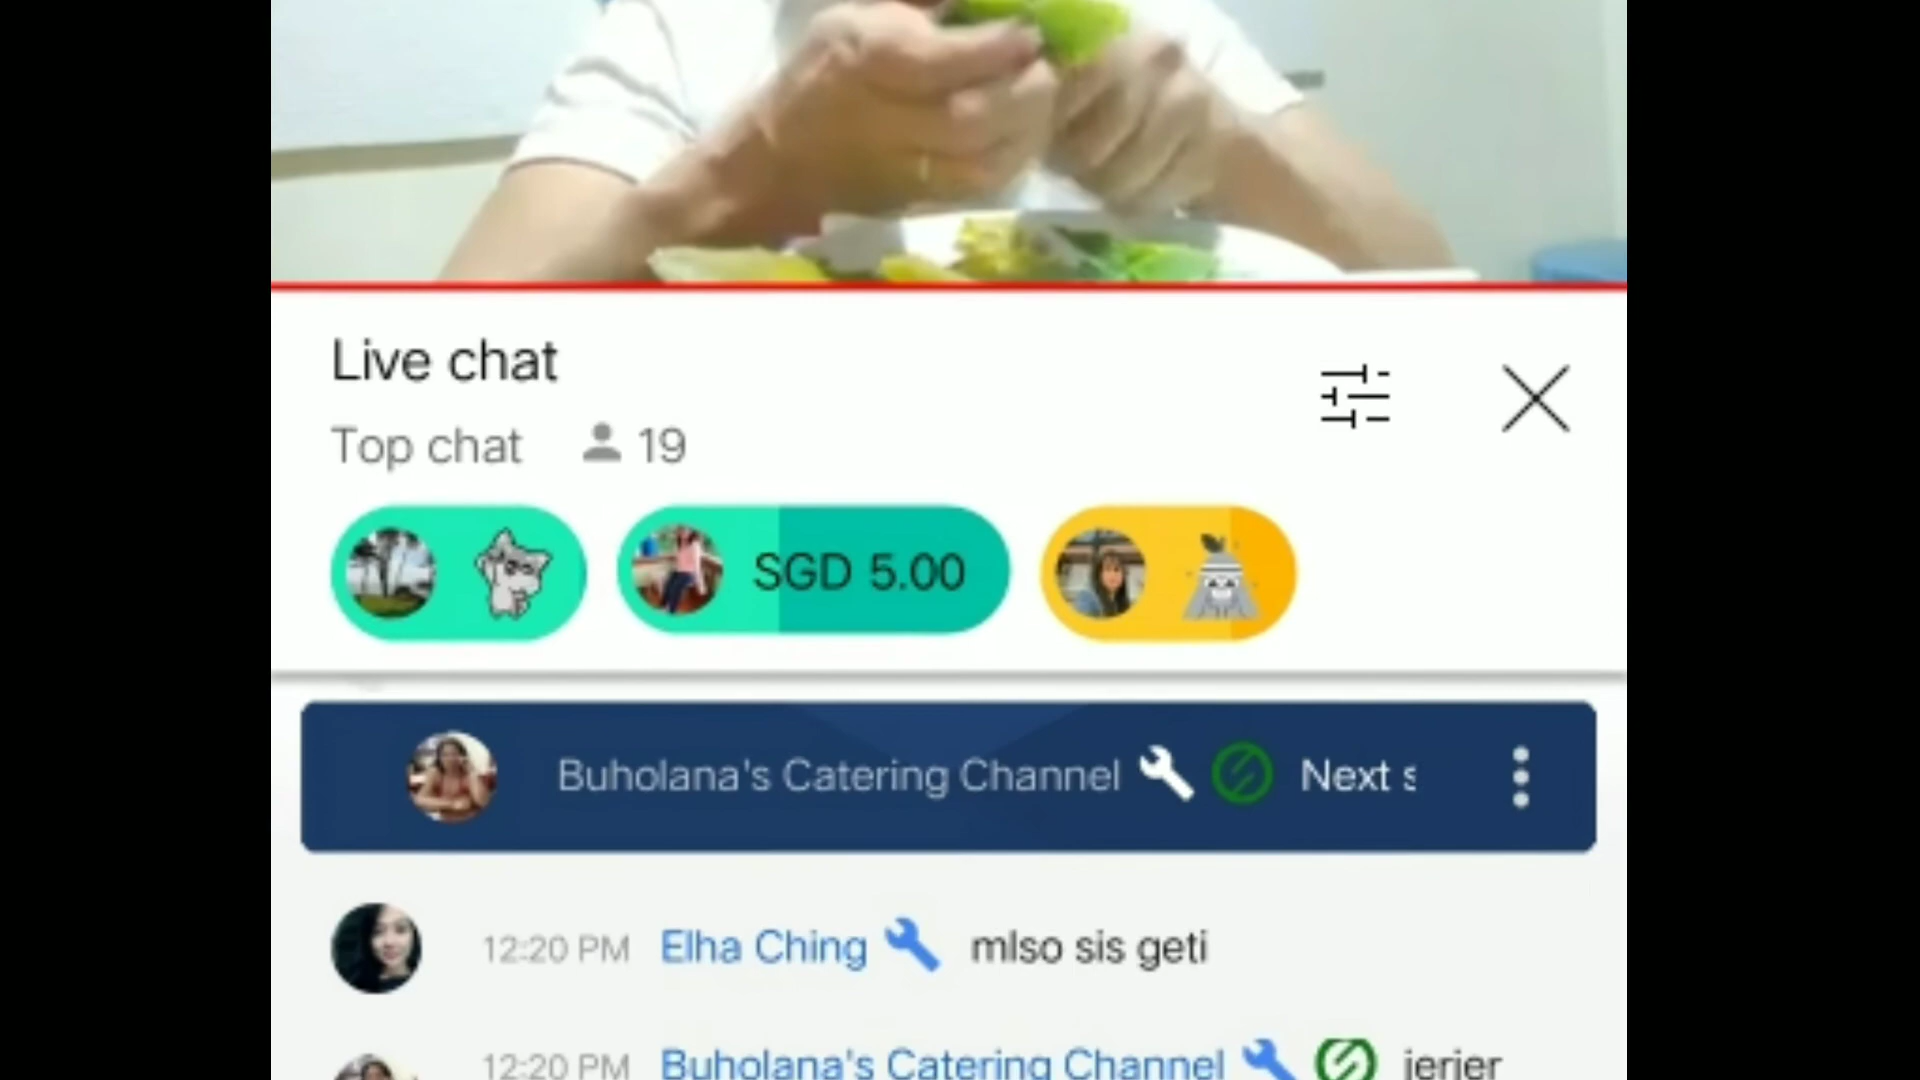 Live chat
Top chat 19
SGD 5.00
Buholana's Catering Channel Next s
12:20 PM Elha Ching mlso sis geti
12:20 PM Buholana's Catering Channel jerjer